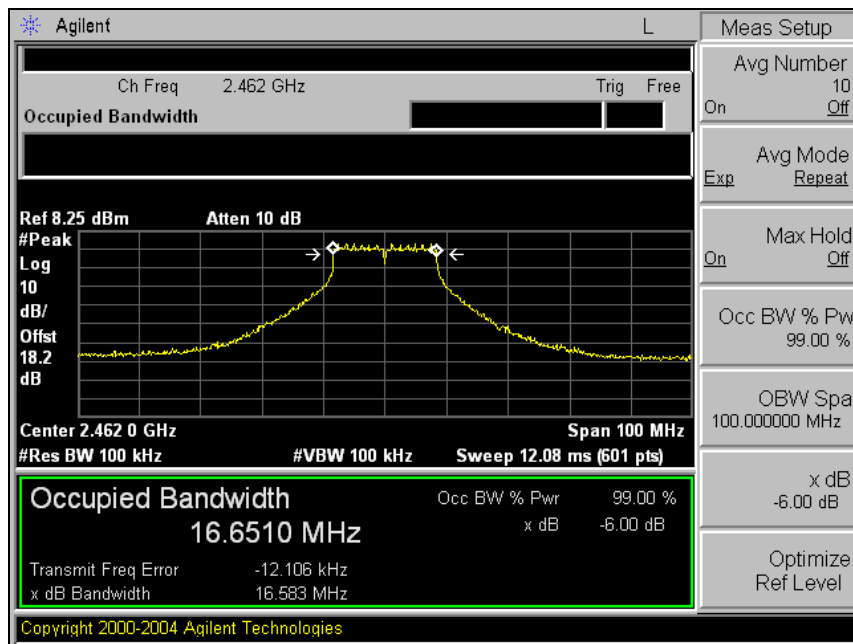 Agilent L Meas Setup
Ch Freq 2.462 GHz Trig Free
Occupied Bandwidth
Ref 8.25 dBm Atten 10 dB
#Peak
Log
10
dB/
Offst
18.2
dB
Center 2.462 0 GHz Span 100 MHz
#Res BW 100 kHz #VBW 100 kHz Sweep 12.08 ms (601 pts)
Occupied Bandwidth Occ BW % Pwr 99.00 %
16.6510 MHz x dB -6.00 dB
Transmit Freq Error -12.106 kHz
x dB Bandwidth 16.583 MHz
Copyright 2000-2004 Agilent Technologies
Avg Number
10
On Off
Avg Mode
Exp Repeat
Max Hold
On Off
Occ BW % Pw
99.00 %
OBW Spa
100.000000 MHz
x dB
-6.00 dB
Optimize
Ref Level